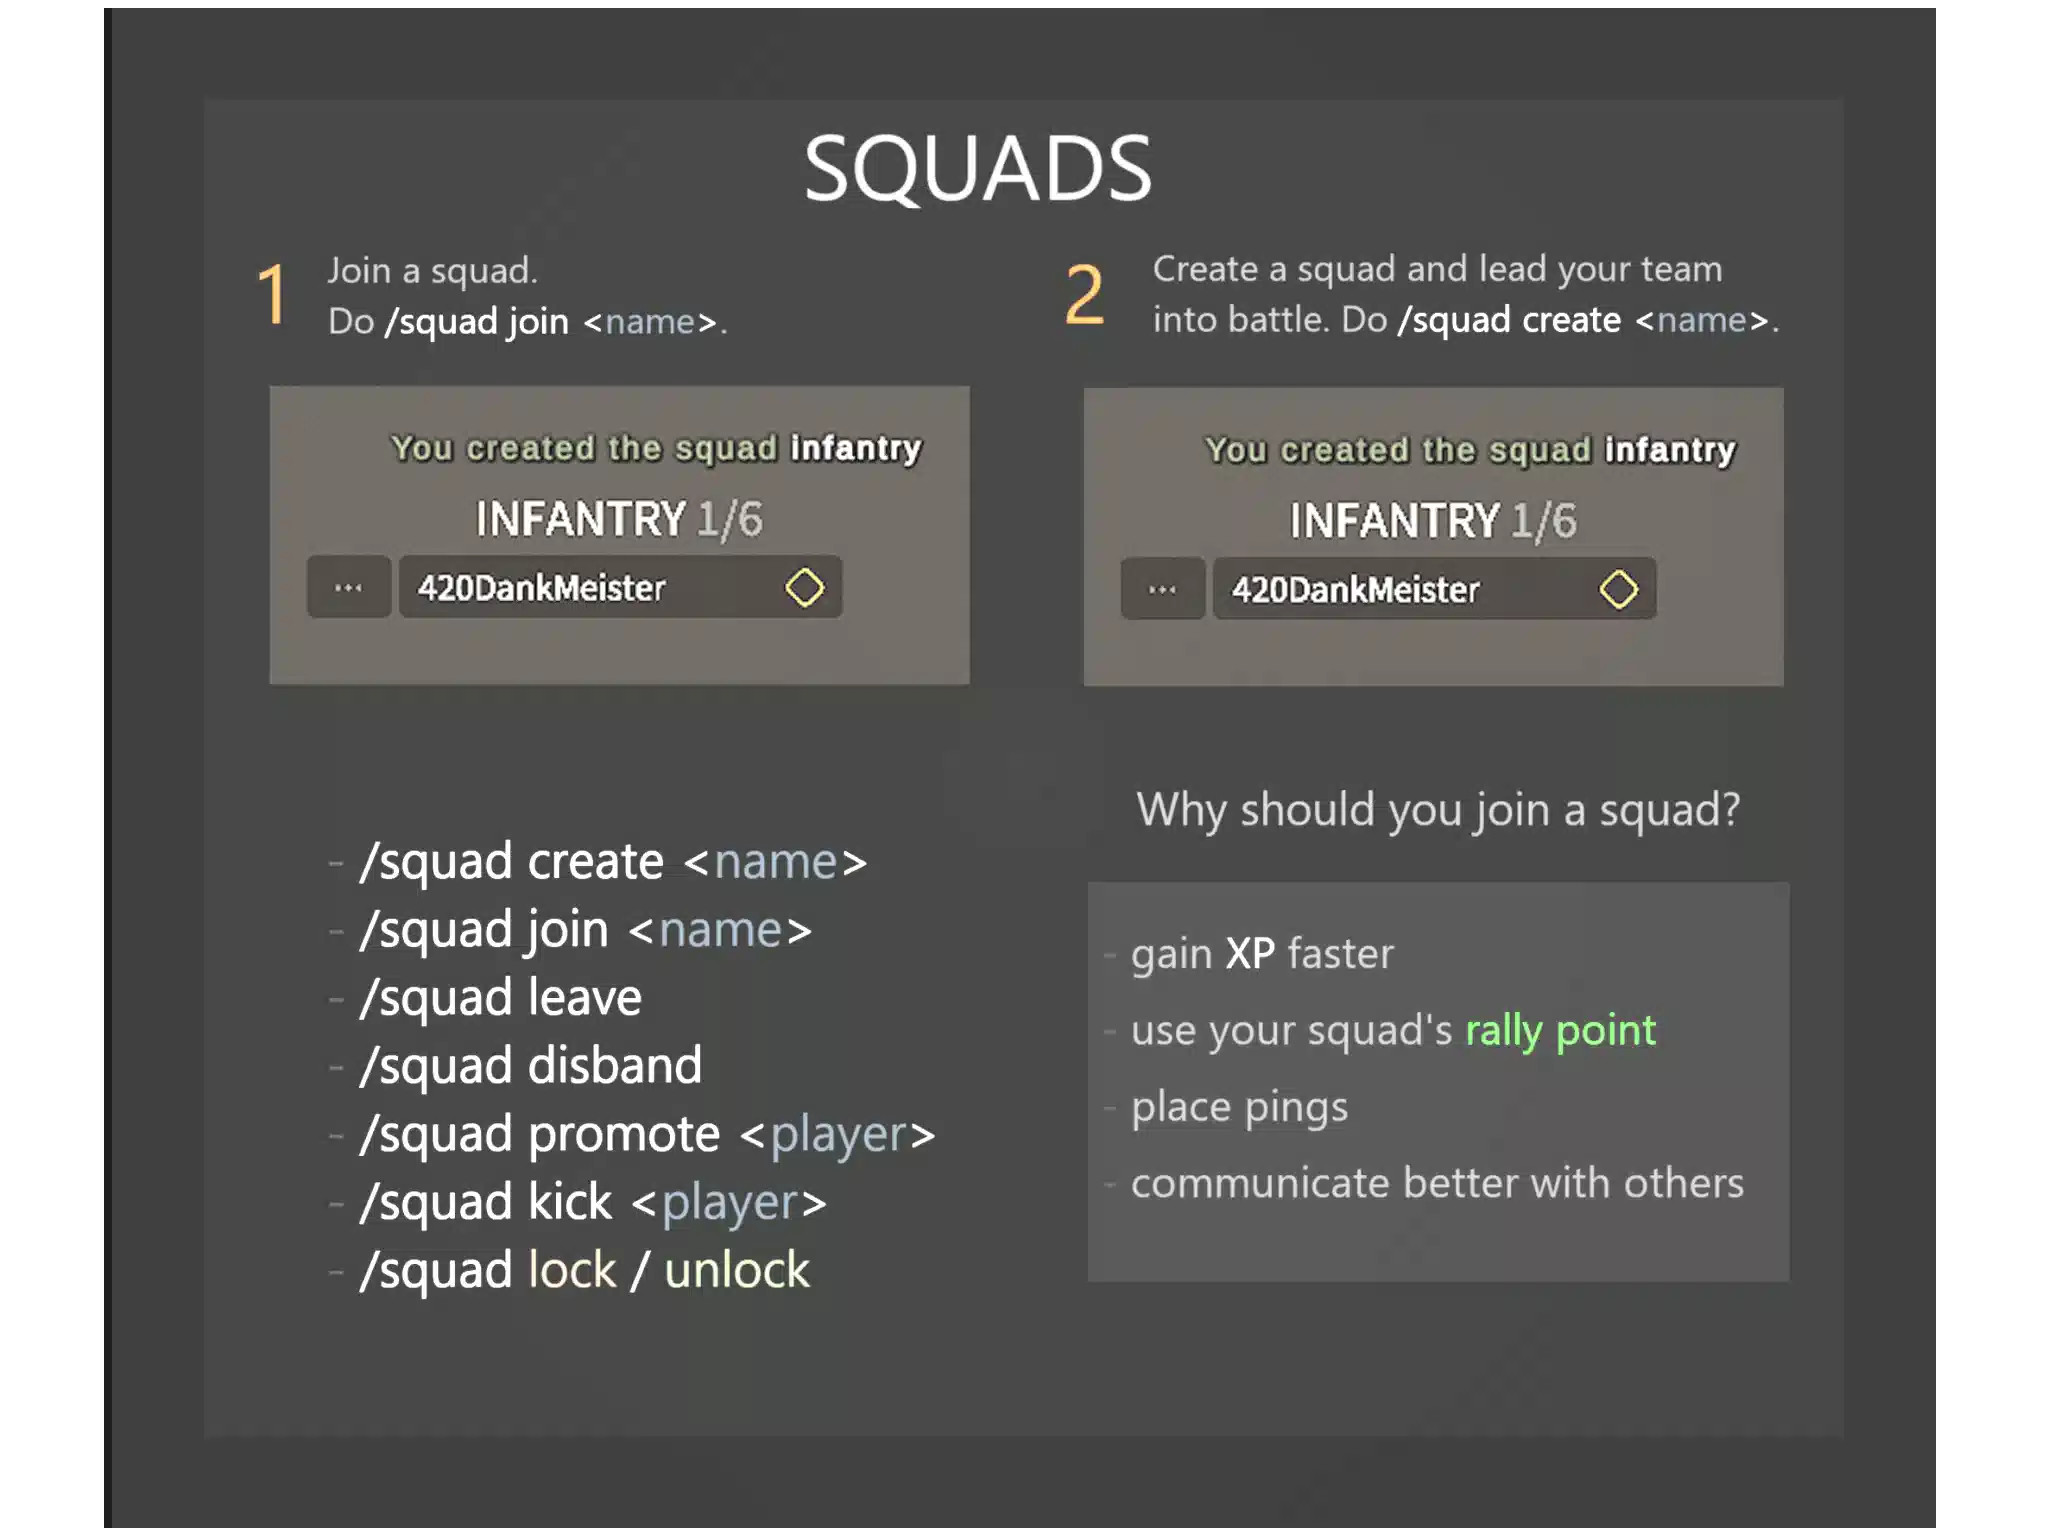 SQUADS
1
Join a squad.
Do /squad join <name>.
You created the squad infantry
INFANTRY 1/6
... 420DankMeister
2
Create a squad and lead your team
into battle. Do /squad create <name>.
You created the squad infantry
INFANTRY 1/6
... 420DankMeister
- /squad create <name>
- /squad join <name>
- /squad leave
- /squad disband
- /squad promote <player>
- /squad kick <player>
- /squad lock / unlock
Why should you join a squad?
- gain XP faster
- use your squad's rally point
- place pings
- communicate better with others